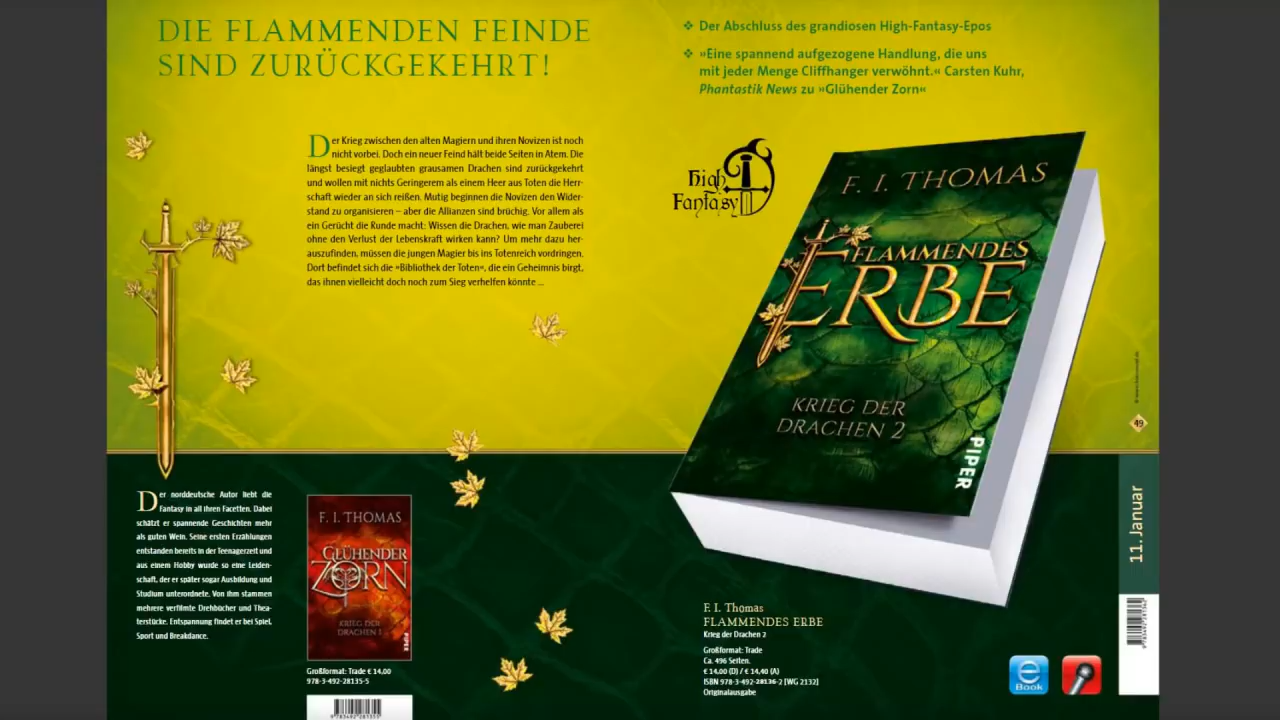 DIE FLAMMENDEN FEINDE
SIND ZURÜCKGEKEHRT!
Der Krieg zwischen den alten Magiern und ihren Novizen ist noch
nicht vorbei. Doch ein neuer Feind hält beide Seiten in Atem. Die
längst besiegt geglaubten grausamen Drachen sind zurückgekehrt
und wollen mit nichts Geringerem als einem Heer aus Toten die Herr-
schaft wieder an sich reißen. Mutig beginnen die Novizen den Wider-
stand zu organisieren – aber die Allianzen sind brüchig. Vor allem als
ein Gerücht die Runde macht: Wissen die Drachen, wie man Zauberei
ohne den Verlust der Lebenskraft wirken kann? Um mehr dazu her-
auszufinden, müssen die jungen Magier bis ins Totenreich vordringen.
Dort befindet sich die »Bibliothek der Toten«, die ein Geheimnis birgt,
das ihnen vielleicht doch noch zum Sieg verhelfen könnte ...
Der norddeutsche Autor liebt die
Fantasy in all ihren Facetten. Dabei
schätzt er spannende Geschichten mehr
als guten Wein. Seine ersten Erzählungen
entstanden bereits in der Teenagerzeit und
aus einem Hobby wurde so eine Leiden-
schaft, der er später sogar Ausbildung und
Studium unterordnete. Von ihm stammen
mehrere verfilmte Drehbücher und Thea-
terstücke. Entspannung findet er bei Spiel,
Sport und Breakdance.
F. I. THOMAS
GLÜHENDER
ZORN
KRIEG DER
DRACHEN 1
PIPER
Großformat: Trade € 14,00
978-3-492-28135-5
9783492281355
❖ Der Abschluss des grandiosen High-Fantasy-Epos
❖ »Eine spannend aufgezogene Handlung, die uns
mit jeder Menge Cliffhanger verwöhnt.« Carsten Kuhr,
Phantastik News zu »Glühender Zorn«
High
Fantasy
F. I. THOMAS
FLAMMENDES
ERBE
KRIEG DER
DRACHEN 2
PIPER
F. I. Thomas
FLAMMENDES ERBE
Krieg der Drachen 2
Großformat: Trade
Ca. 496 Seiten.
€ 14,00 (D) / € 14,40 (A)
ISBN 978-3-492-28136-2 [WG 2132]
Originalausgabe
e
Book
49
11. Januar
9783492281362